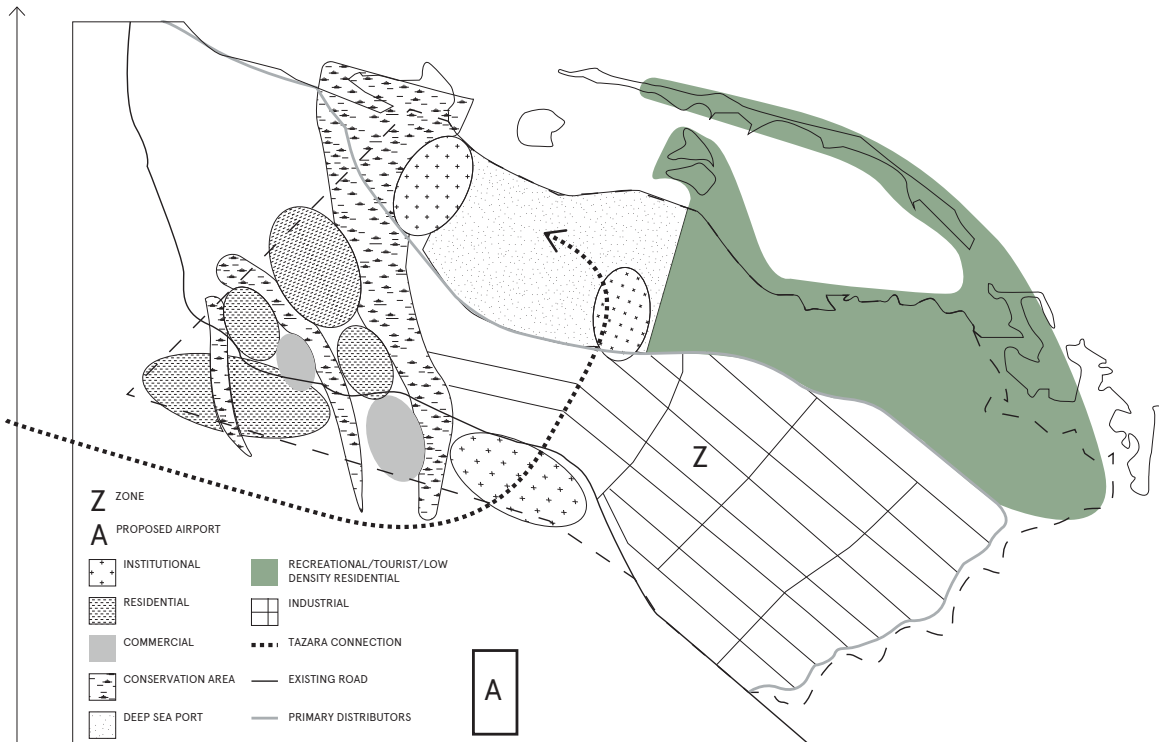 Z
Z ZONE
A PROPOSED AIRPORT
INSTITUTIONAL
RESIDENTIAL
COMMERCIAL
CONSERVATION AREA
DEEP SEA PORT
RECREATIONAL/TOURIST/LOW
DENSITY RESIDENTIAL
INDUSTRIAL
TAZARA CONNECTION
EXISTING ROAD
PRIMARY DISTRIBUTORS
A